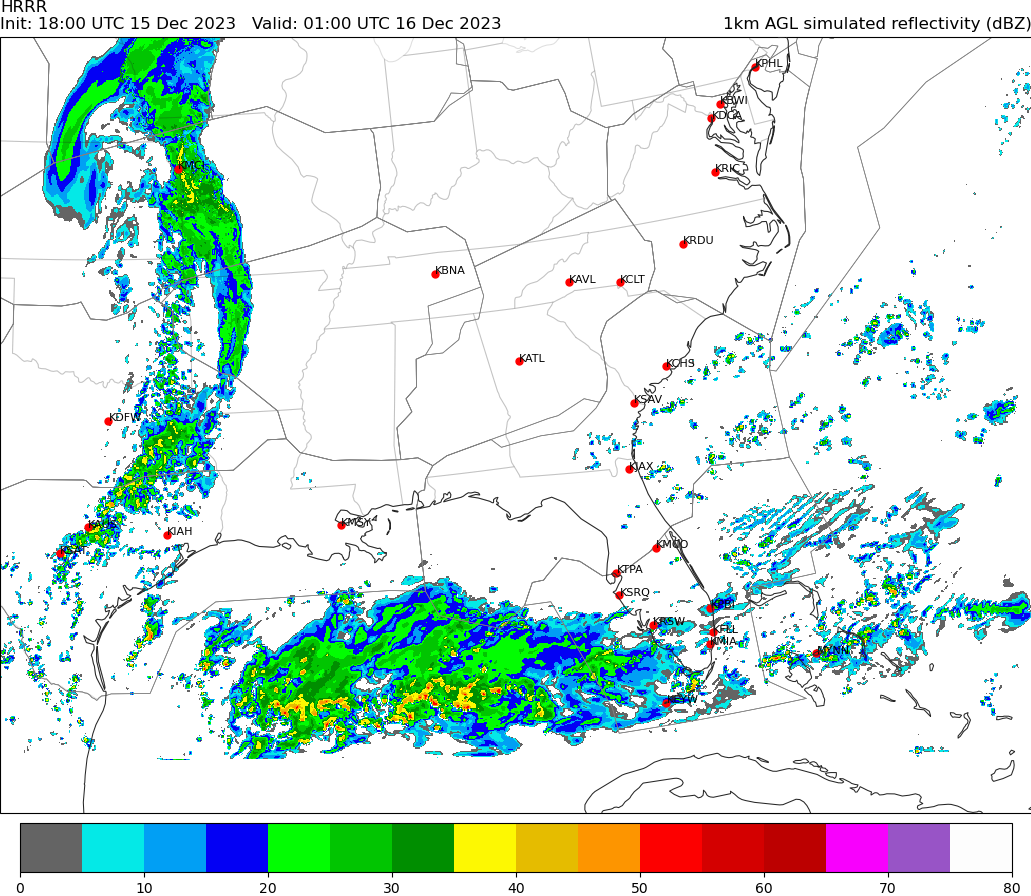 HRRR
Init: 18:00 UTC 15 Dec 2023   Valid: 01:00 UTC 16 Dec 2023   1km AGL simulated reflectivity (dBZ)
KPHL
KBWI
KDCA
KMCI
KRIC
KRDU
KBNA
KAVL KCLT
KATL
KCHS
KSAV
KDFW
KJAX
KMSY
KIAH
KMCO
KTPA
KSRQ
KRSW
KFLL
KMIA
MYNN
0 10 20 30 40 50 60 70 80